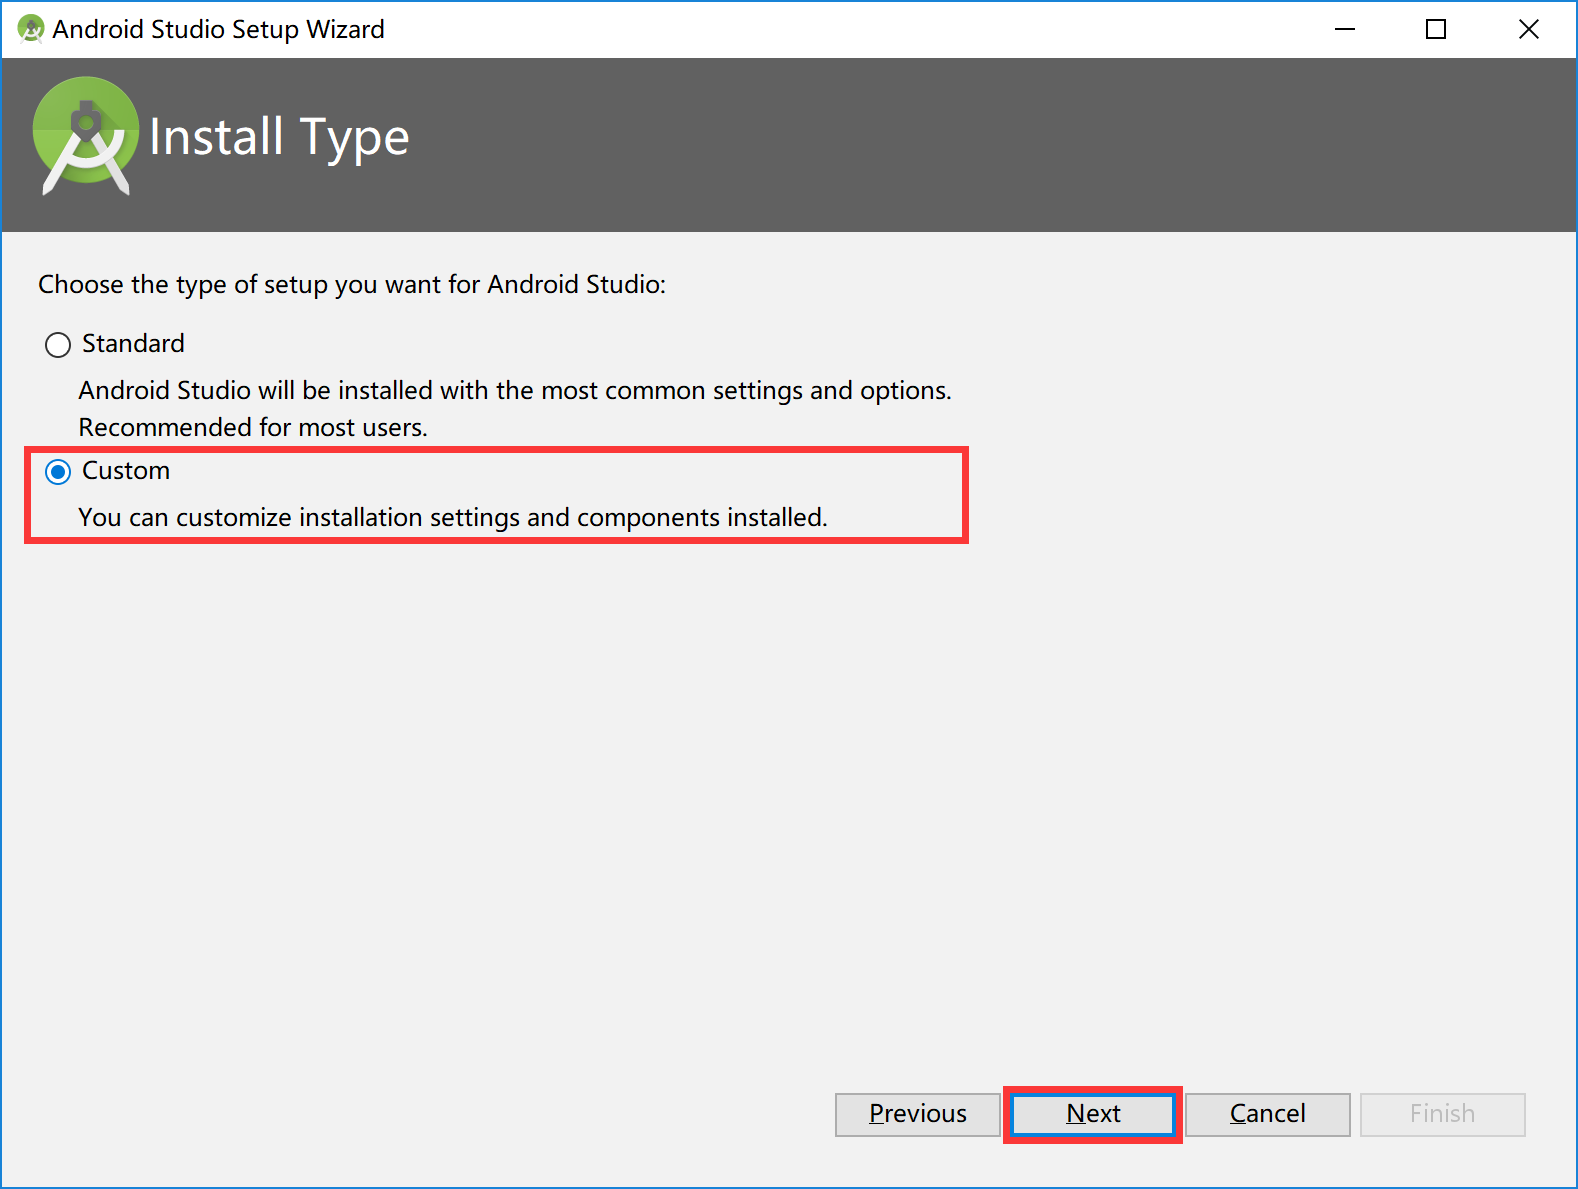 Android Studio Setup Wizard
Install Type
Choose the type of setup you want for Android Studio:
Standard
Android Studio will be installed with the most common settings and options.
Recommended for most users.
Custom
You can customize installation settings and components installed.
Previous Next Cancel Finish